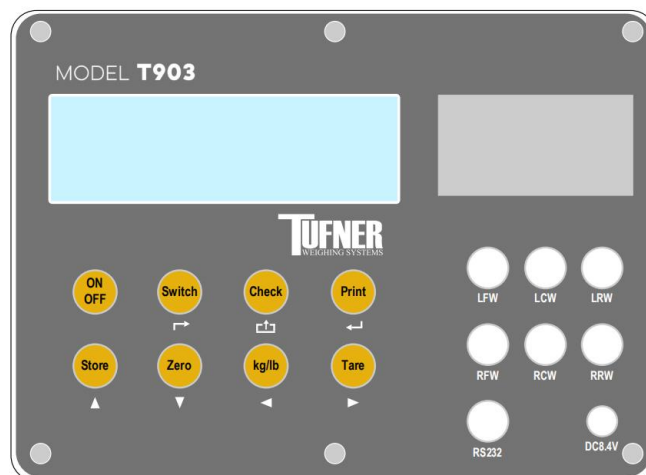 MODEL T903
TUFNER
WEIGHING SYSTEMS
ON
OFF
Switch
Check
Print
Store
Zero
kg/lb
Tare
LFW
LCW
LRW
RFW
RCW
RRW
RS232
DC8.4V